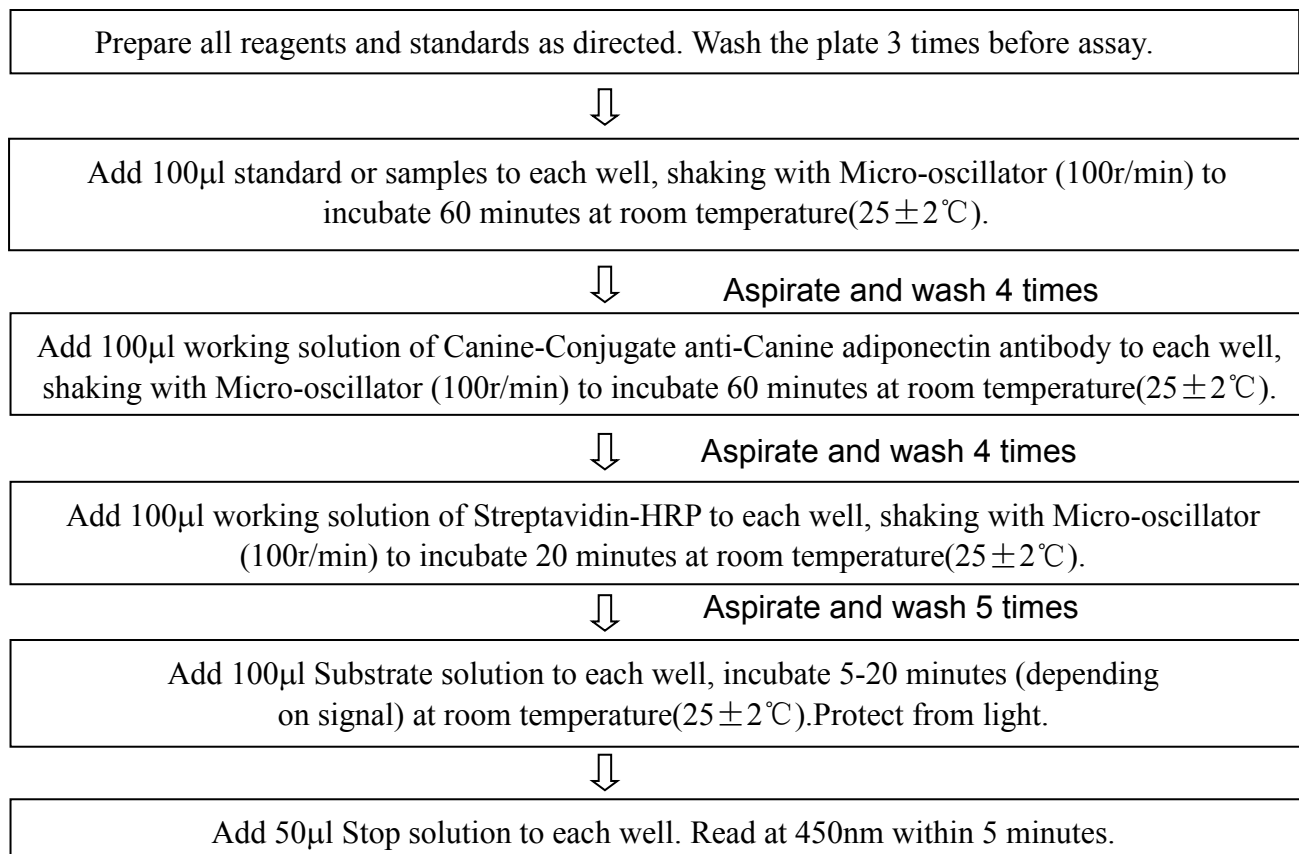 Prepare all reagents and standards as directed. Wash the plate 3 times before assay.
Add 100μl standard or samples to each well, shaking with Micro-oscillator (100r/min) to
incubate 60 minutes at room temperature(25±2℃).
Aspirate and wash 4 times
Add 100μl working solution of Canine-Conjugate anti-Canine adiponectin antibody to each well,
shaking with Micro-oscillator (100r/min) to incubate 60 minutes at room temperature(25±2℃).
Aspirate and wash 4 times
Add 100μl working solution of Streptavidin-HRP to each well, shaking with Micro-oscillator
(100r/min) to incubate 20 minutes at room temperature(25±2℃).
Aspirate and wash 5 times
Add 100μl Substrate solution to each well, incubate 5-20 minutes (depending
on signal) at room temperature(25±2℃).Protect from light.
Add 50μl Stop solution to each well. Read at 450nm within 5 minutes.